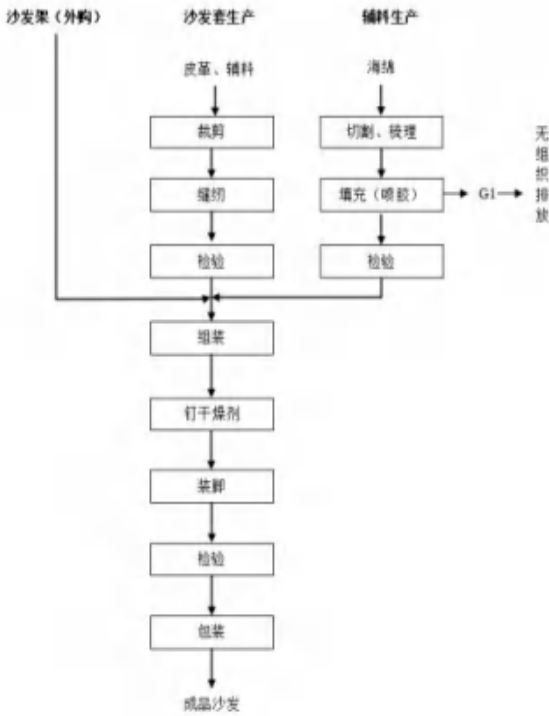 沙发架（外购）
沙发套生产
辅料生产
皮革、辅料
海绵
裁剪
切割、梳理
缝纫
填充（喷胶）
G1
无组织排放
检验
检验
组装
钉干燥剂
装脚
检验
包装
成品沙发